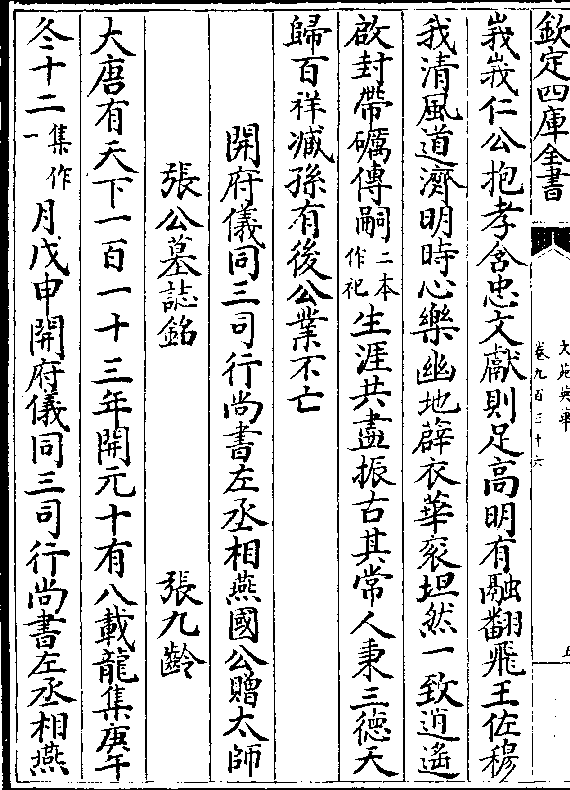 欽定四庫全書
文苑英華
卷九百三十六
五
峩峩仁公抱孝含忠文獻則足高明有融翻飛王佐穆
我清風道濟明時心樂幽地薜衣華衮坦然一致逍遙
啟封帶礪傳嗣二本作祀生涯共盡振古其常人秉三德天
歸百祥減孫有後公業不亡
開府儀同三司行尚書左丞相燕國公贈太師
張公墓誌銘 張九齡
大唐有天下一百一十三年開元十有八載龍集庚午
冬十二集作一月戊申開府儀同三司行尚書左丞相燕